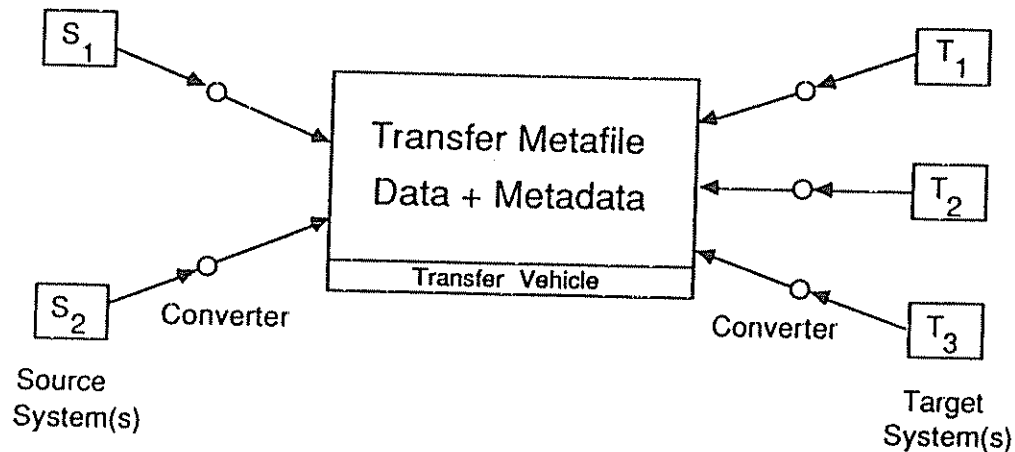 S1
T1
Transfer Metafile
Data + Metadata
T2
Transfer Vehicle
S2
Converter
Converter
T3
Source
System(s)
Target
System(s)